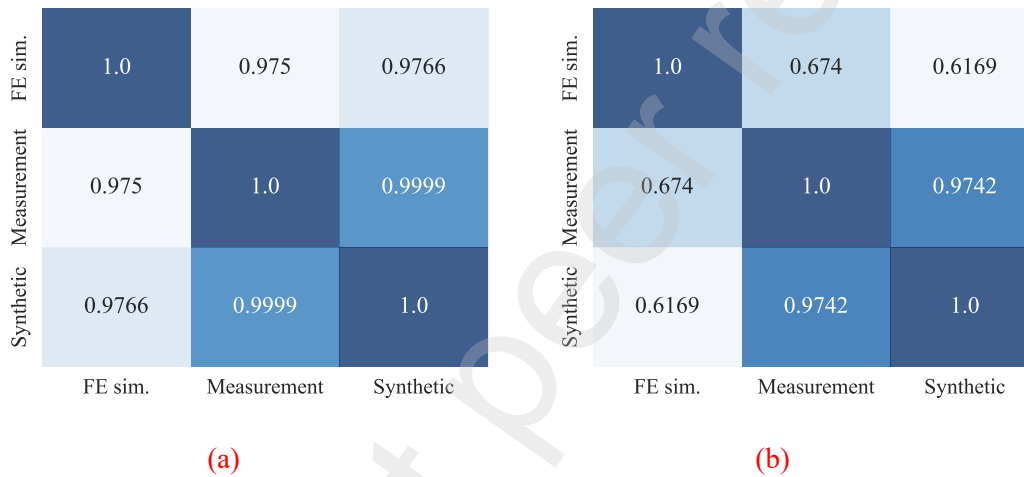 FE sim.
1.0 0.975 0.9766
Measurement
0.975 1.0 0.9999
Synthetic
0.9766 0.9999 1.0
FE sim. Measurement Synthetic
(a)
FE sim.
1.0 0.674 0.6169
Measurement
0.674 1.0 0.9742
Synthetic
0.6169 0.9742 1.0
FE sim. Measurement Synthetic
(b)
t peer re